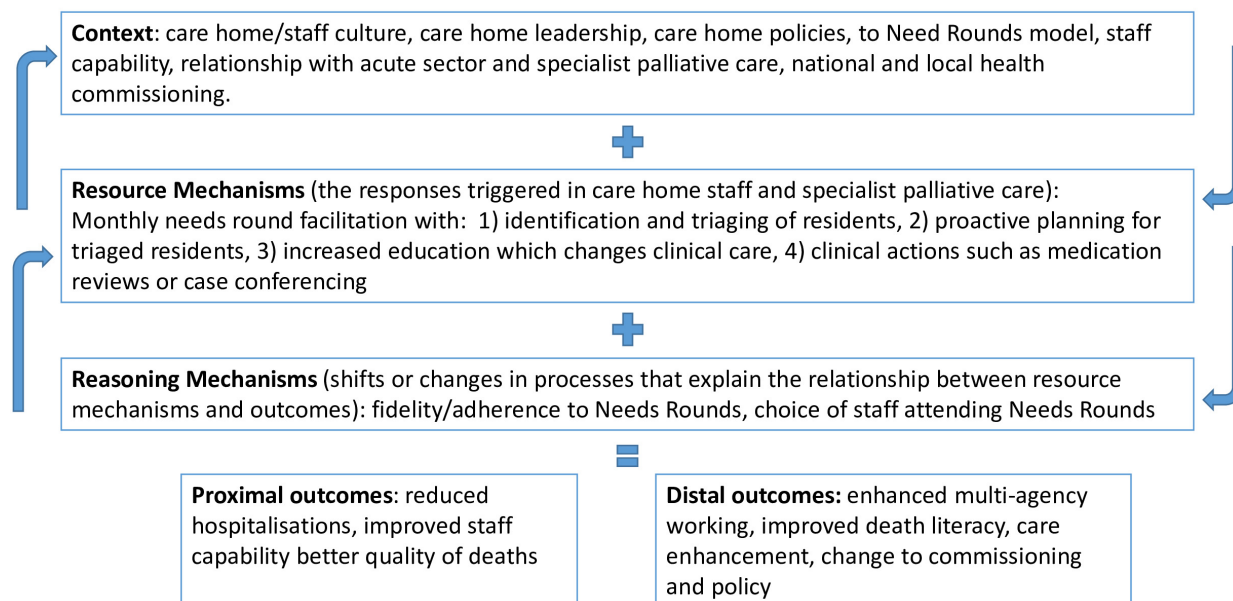 Context: care home/staff culture, care home leadership, care home policies, to Need Rounds model, staff
capability, relationship with acute sector and specialist palliative care, national and local health
commissioning.
Resource Mechanisms (the responses triggered in care home staff and specialist palliative care):
Monthly needs round facilitation with: 1) identification and triaging of residents, 2) proactive planning for
triaged residents, 3) increased education which changes clinical care, 4) clinical actions such as medication
reviews or case conferencing
Reasoning Mechanisms (shifts or changes in processes that explain the relationship between resource
mechanisms and outcomes): fidelity/adherence to Needs Rounds, choice of staff attending Needs Rounds
Proximal outcomes: reduced
hospitalisations, improved staff
capability better quality of deaths
Distal outcomes: enhanced multi-agency
working, improved death literacy, care
enhancement, change to commissioning
and policy